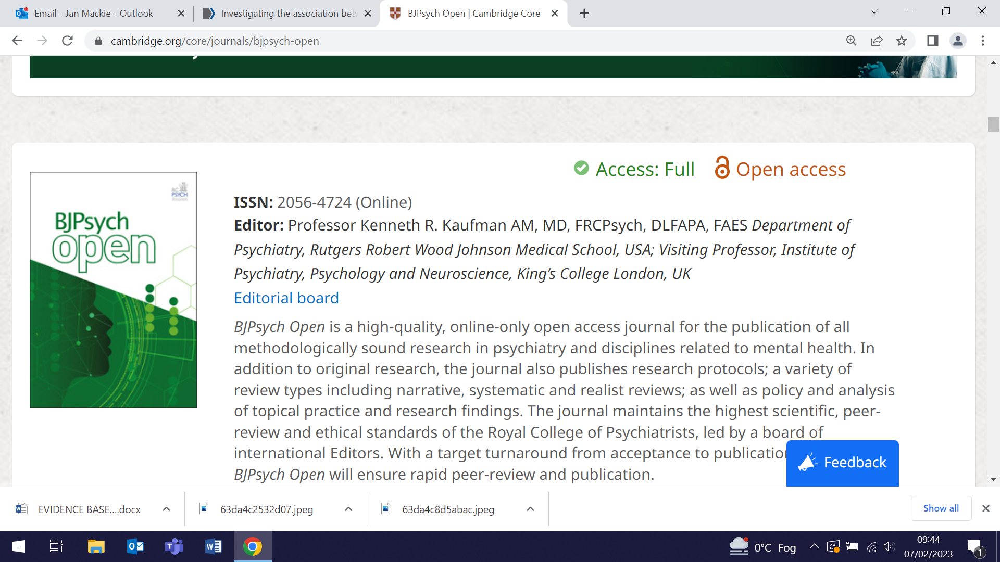 Email - Jan Mackie - Outlook
Investigating the association betw
BJPsych Open | Cambridge Core
cambridge.org/core/journals/bjpsych-open
Access: Full
Open access
RC
PSYCH
BJPsych
open
ISSN: 2056-4724 (Online)
Editor: Professor Kenneth R. Kaufman AM, MD, FRCPsych, DLFAPA, FAES Department of
Psychiatry, Rutgers Robert Wood Johnson Medical School, USA; Visiting Professor, Institute of
Psychiatry, Psychology and Neuroscience, King’s College London, UK
Editorial board
BJPsych Open is a high-quality, online-only open access journal for the publication of all
methodologically sound research in psychiatry and disciplines related to mental health. In
addition to original research, the journal also publishes research protocols; a variety of
review types including narrative, systematic and realist reviews; as well as policy and analysis
of topical practice and research findings. The journal maintains the highest scientific, peer-
review and ethical standards of the Royal College of Psychiatrists, led by a board of
international Editors. With a target turnaround from acceptance to publication
BJPsych Open will ensure rapid peer-review and publication.
Feedback
EVIDENCE BASE....docx
63da4c2532d07.jpeg
63da4c8d5abac.jpeg
Show all
0°C Fog
09:44
07/02/2023
1